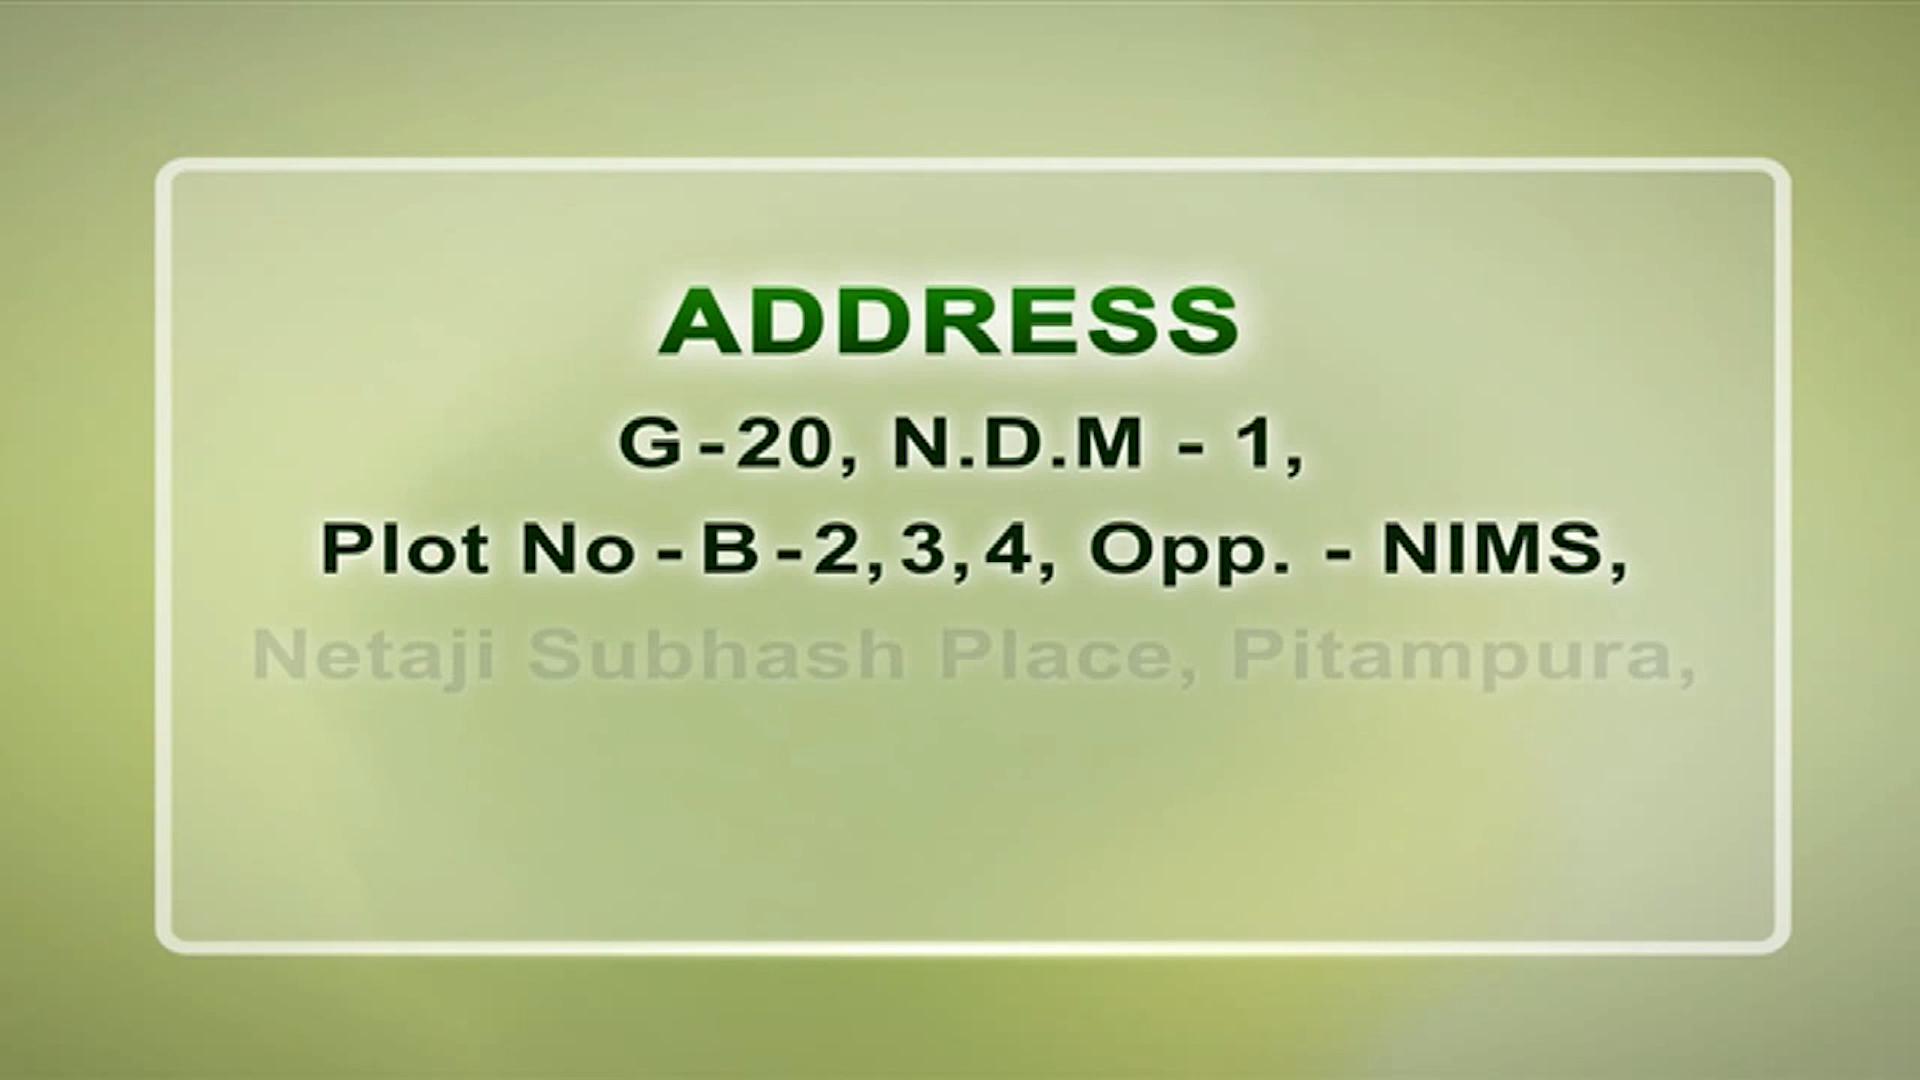 ADDRESS
G-20, N.D.M - 1,
Plot No - B - 2, 3, 4, Opp. - NIMS,
Netaji Subhash Place, Pitampura,